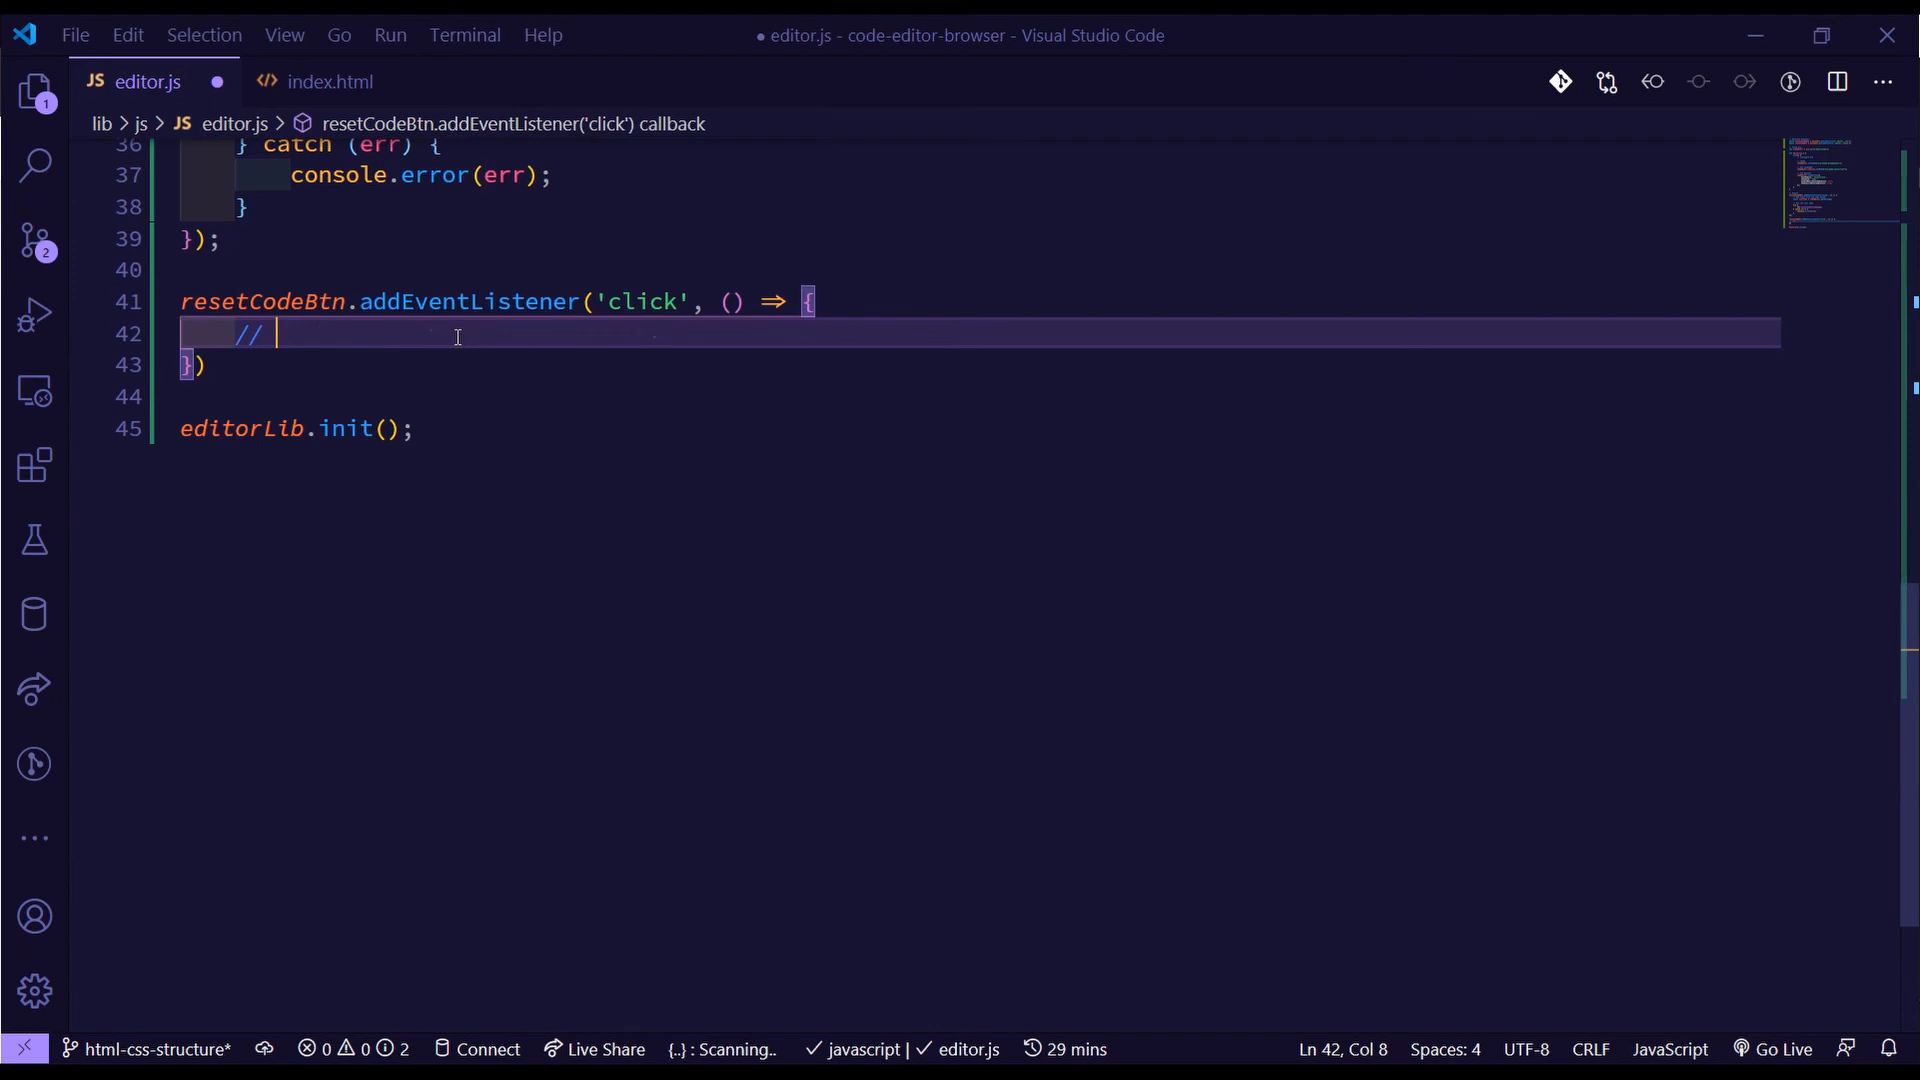 File Edit Selection View Go Run Terminal Help
● editor.js - code-editor-browser - Visual Studio Code
JS editor.js ● </> index.html
lib > js > JS editor.js > resetCodeBtn.addEventListener('click') callback
36 } catch (err) {
37 console.error(err);
38 }
39 });
40
41 resetCodeBtn.addEventListener('click', () => {
42 //
43 })
44
45 editorLib.init();
1
2
html-css-structure* 0 0 2 Connect Live Share {..} : Scanning.. ✓ javascript | ✓ editor.js 29 mins Ln 42, Col 8 Spaces: 4 UTF-8 CRLF JavaScript Go Live